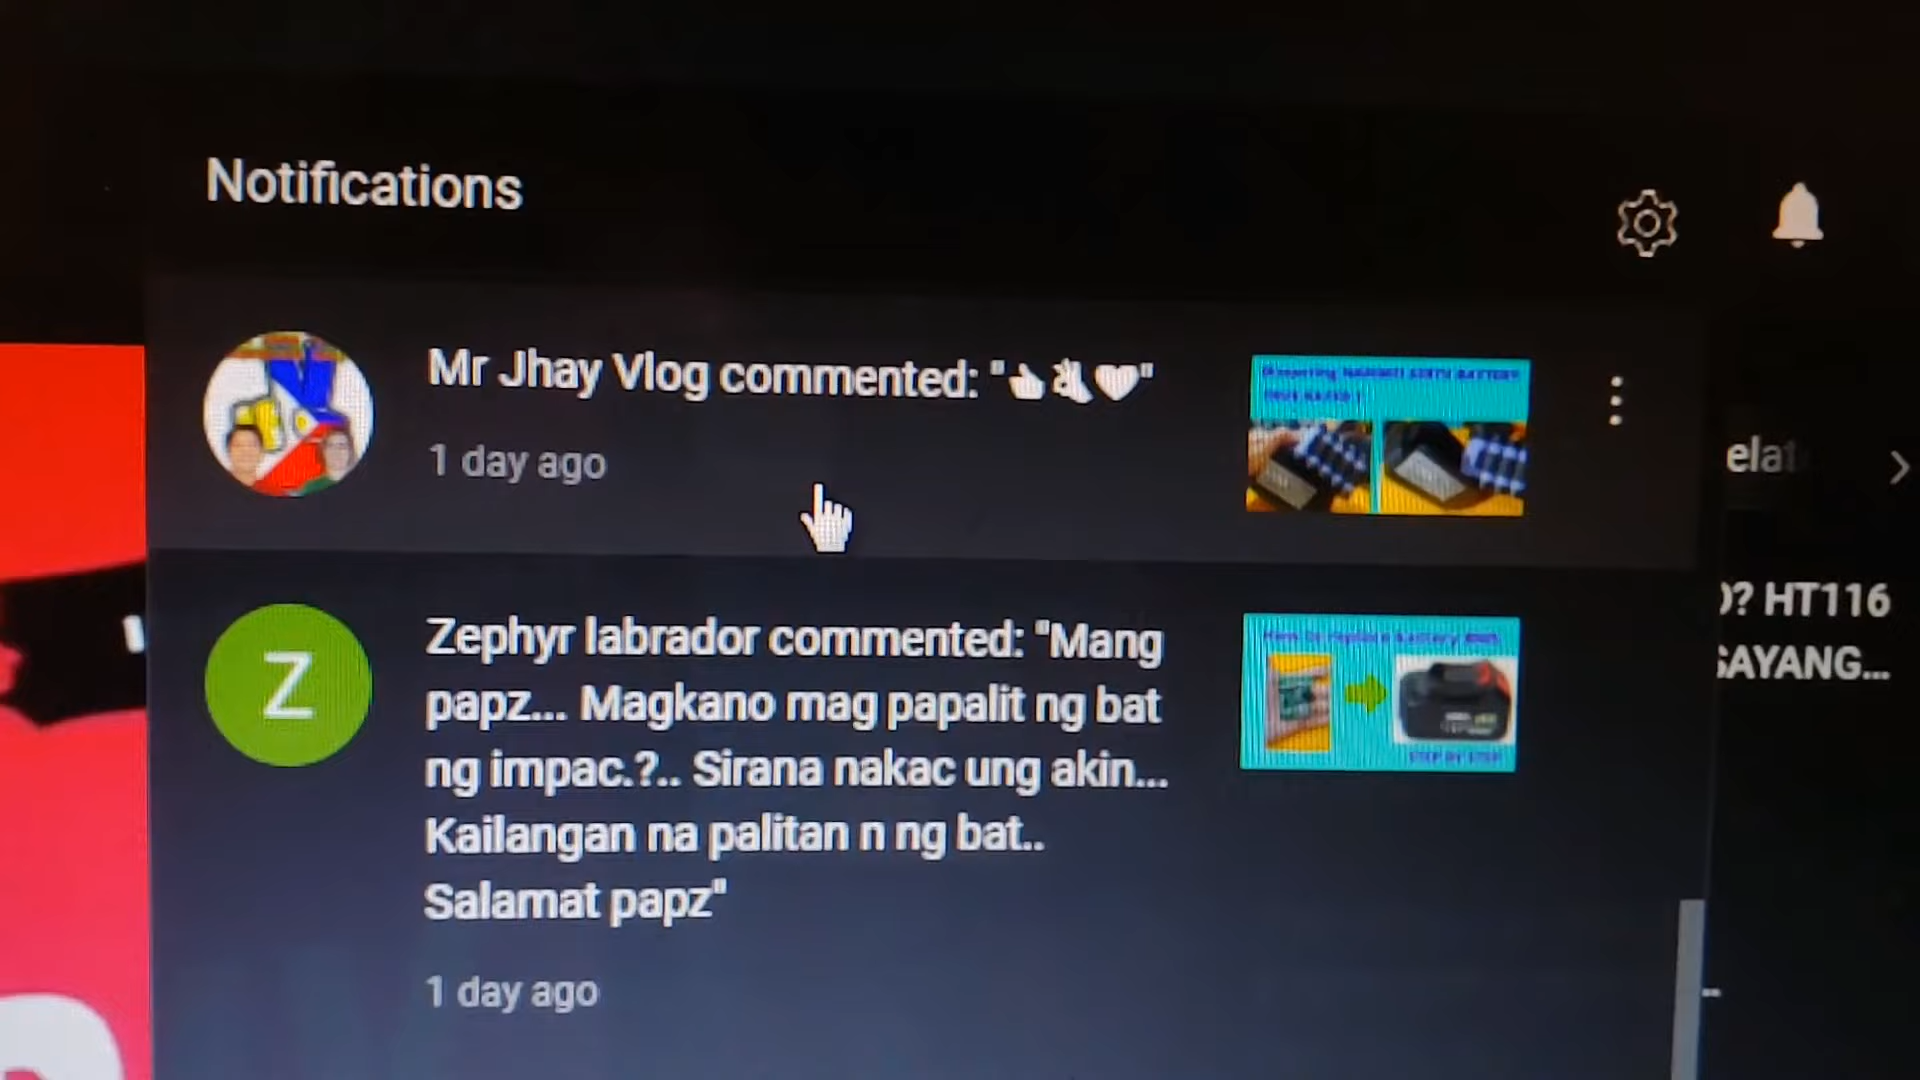 Notifications
Mr Jhay Vlog commented: "👍🔔🤍"
1 day ago
elat
Zephyr labrador commented: "Mang
papz... Magkano mag papalit ng bat
ng impac.?.. Sirana nakac ung akin...
Kailangan na palitan n ng bat..
Salamat papz"
1 day ago
Z
? HT116
SAYANG...